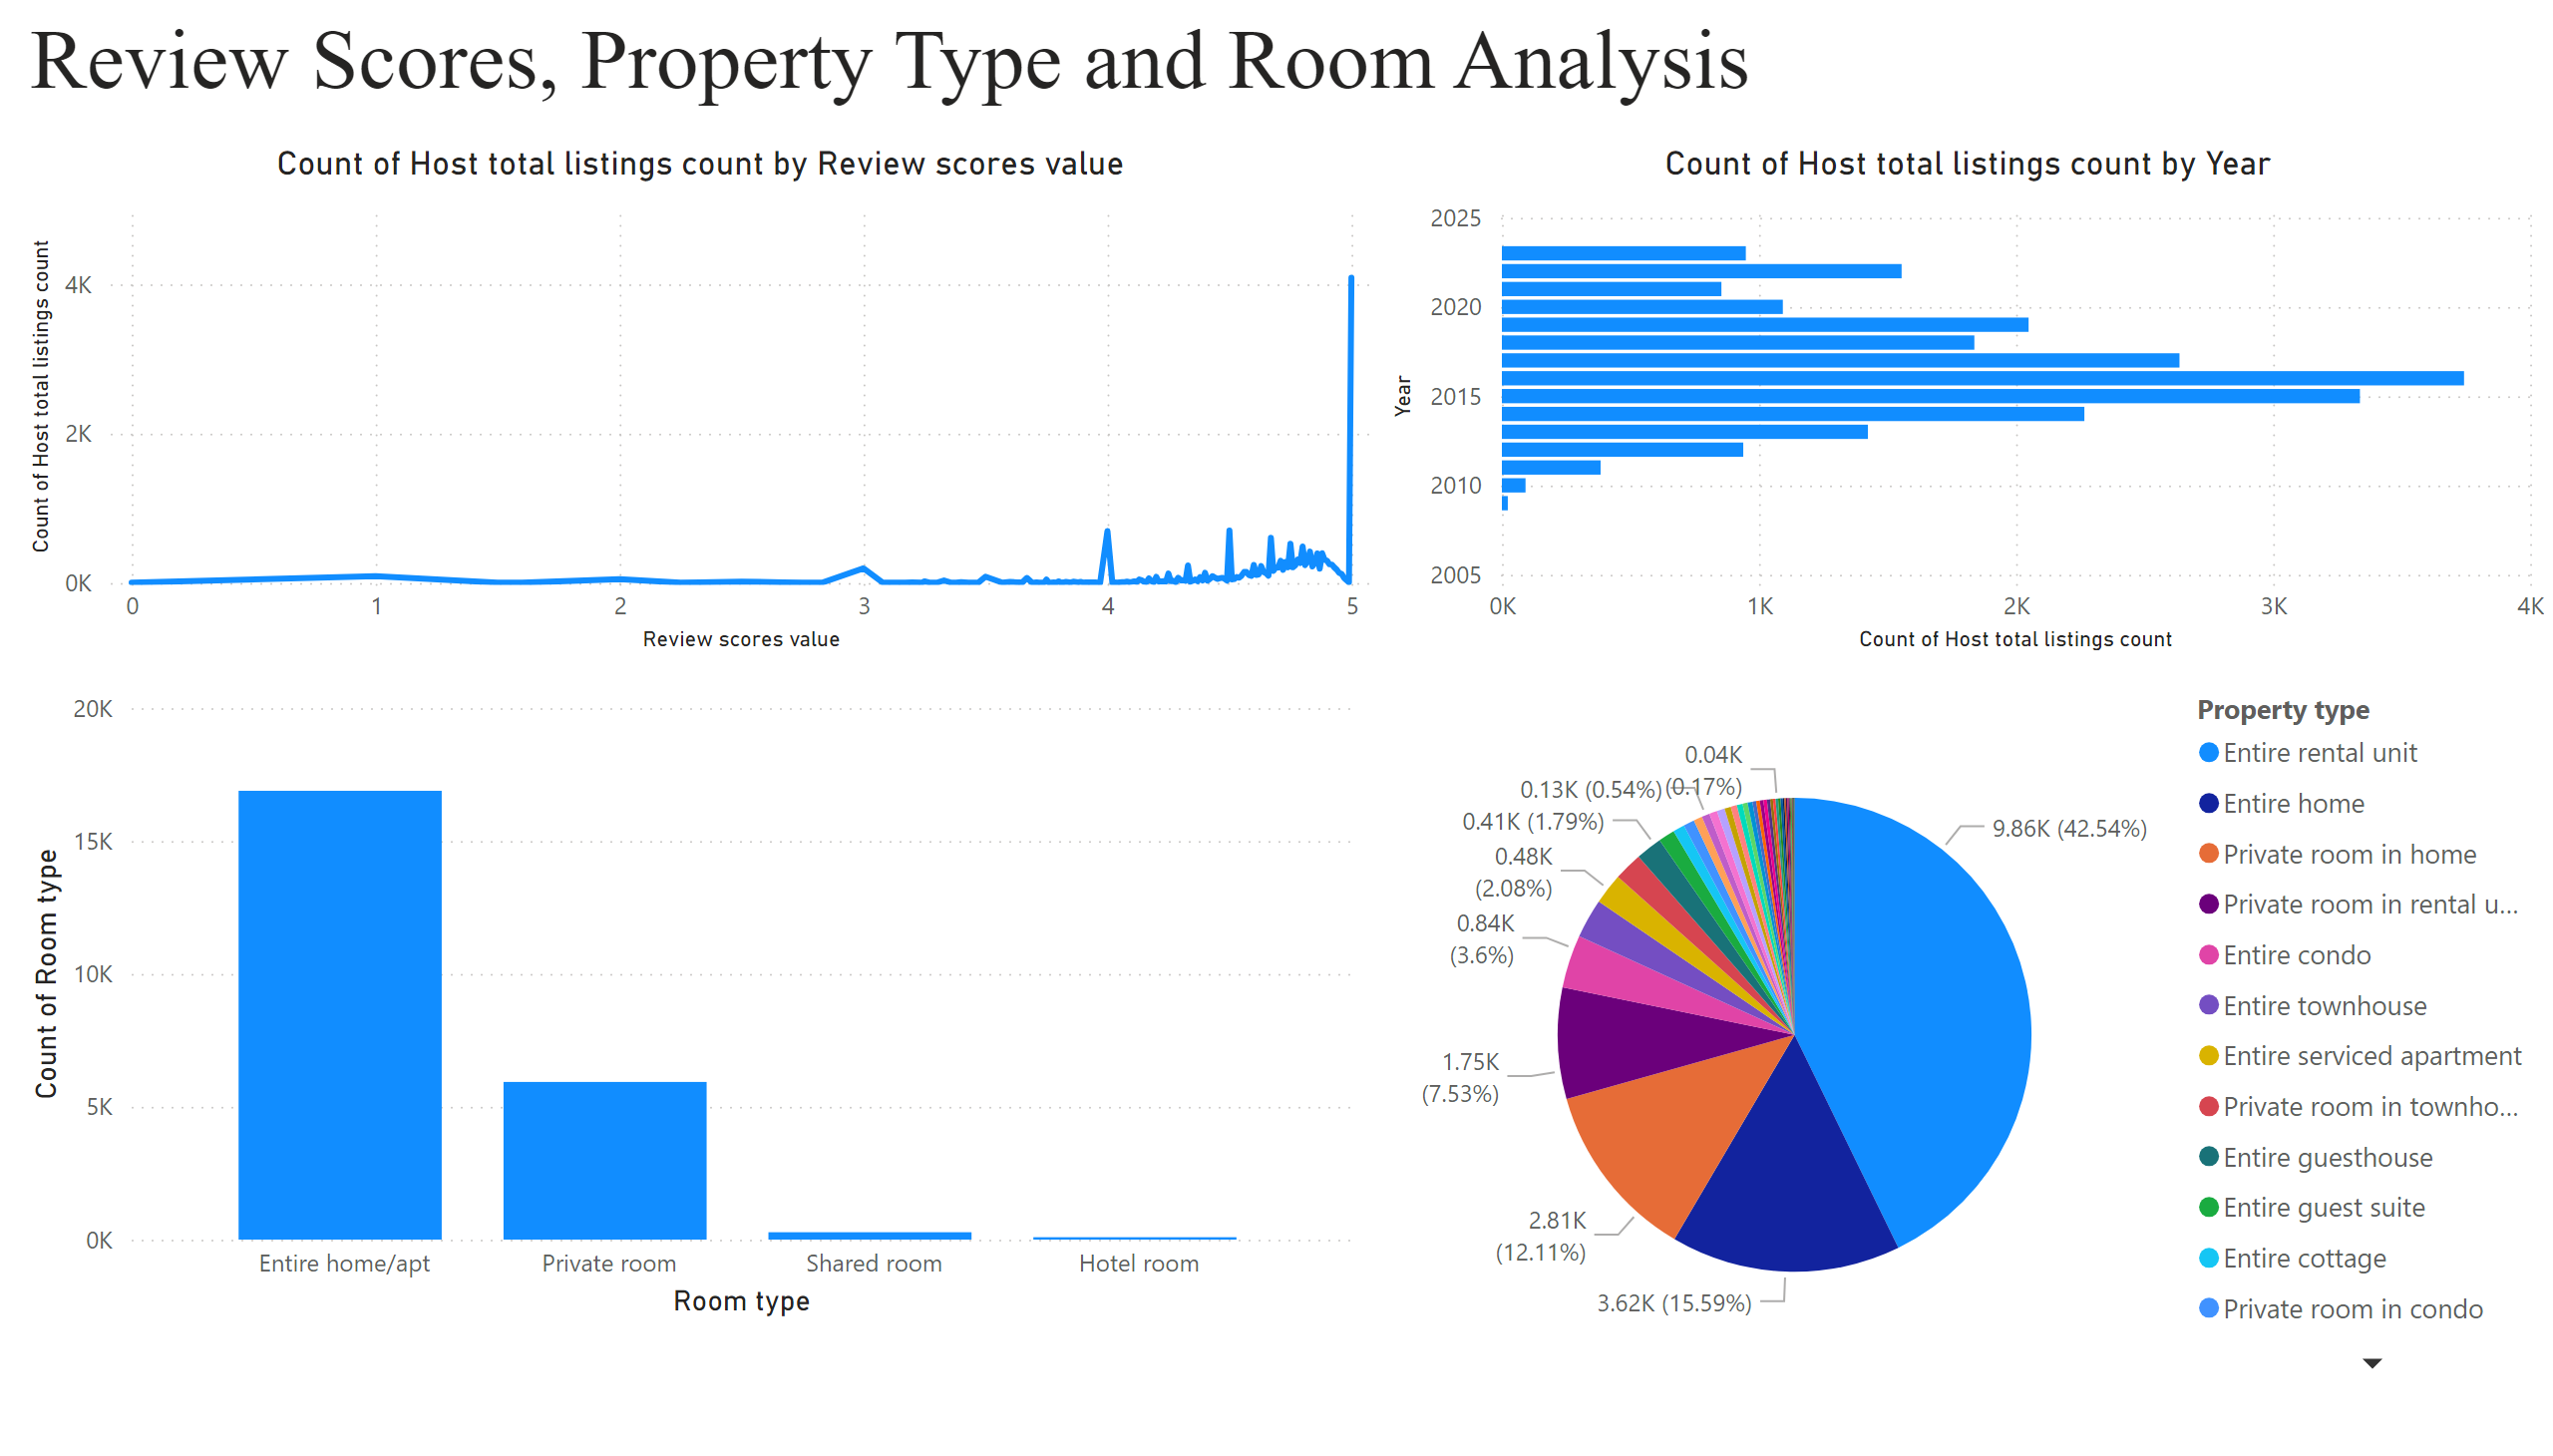 Review Scores, Property Type and Room Analysis
Count of Host total listings count by Review scores value
Count of Host total listings count
4K
2K
0K
0 1 2 3 4 5
Review scores value
Count of Host total listings count by Year
Year
2025
2020
2015
2010
2005
0K 1K 2K 3K 4K
Count of Host total listings count
Count of Room type
20K
15K
10K
5K
0K
Entire home/apt Private room Shared room Hotel room
Room type
0.04K
(0.17%)
0.13K (0.54%)
0.41K (1.79%)
0.48K
(2.08%)
0.84K
(3.6%)
1.75K
(7.53%)
2.81K
(12.11%)
3.62K (15.59%)
9.86K (42.54%)
Property type
Entire rental unit
Entire home
Private room in home
Private room in rental u...
Entire condo
Entire townhouse
Entire serviced apartment
Private room in townho...
Entire guesthouse
Entire guest suite
Entire cottage
Private room in condo